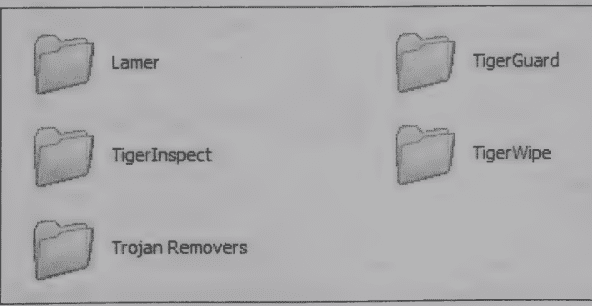 Lamer
TigerGuard
TigerInspect
TigerWipe
Trojan Removers